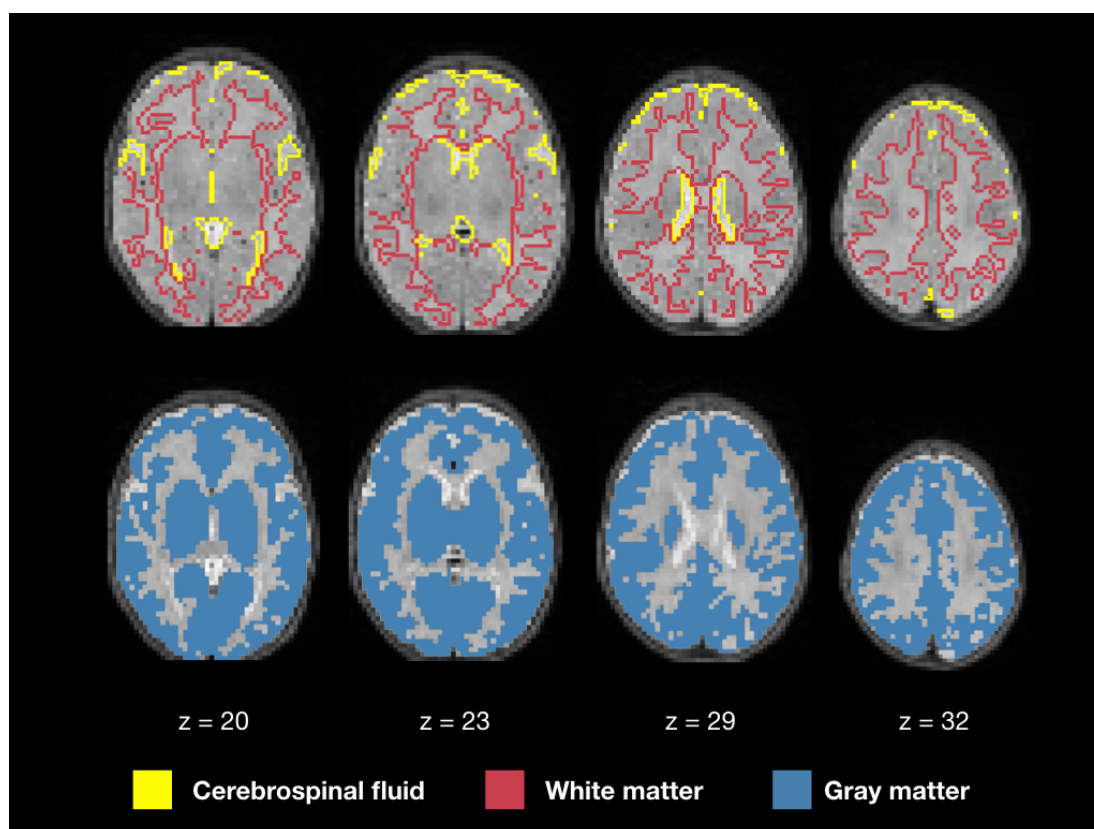 z = 20 z = 23 z = 29 z = 32
Cerebrospinal fluid White matter Gray matter